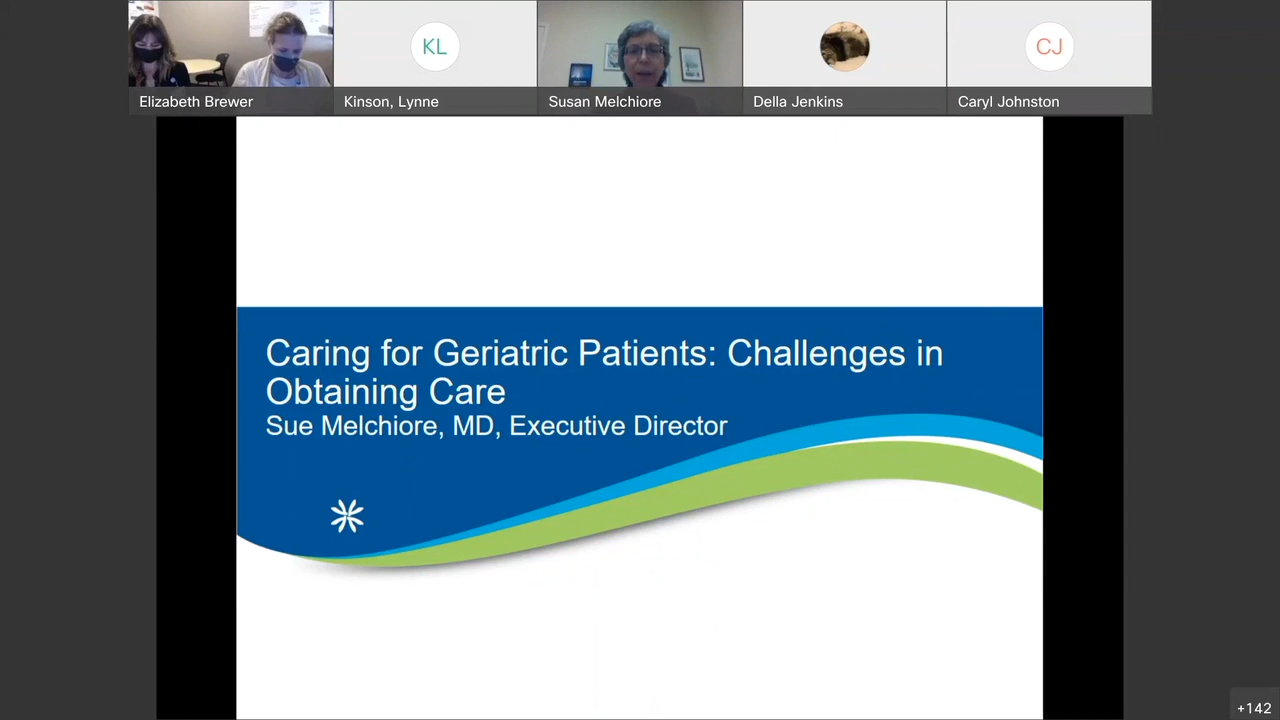 KL
CJ
Elizabeth Brewer
Kinson, Lynne
Susan Melchiore
Della Jenkins
Caryl Johnston
Caring for Geriatric Patients: Challenges in
Obtaining Care
Sue Melchiore, MD, Executive Director
+142